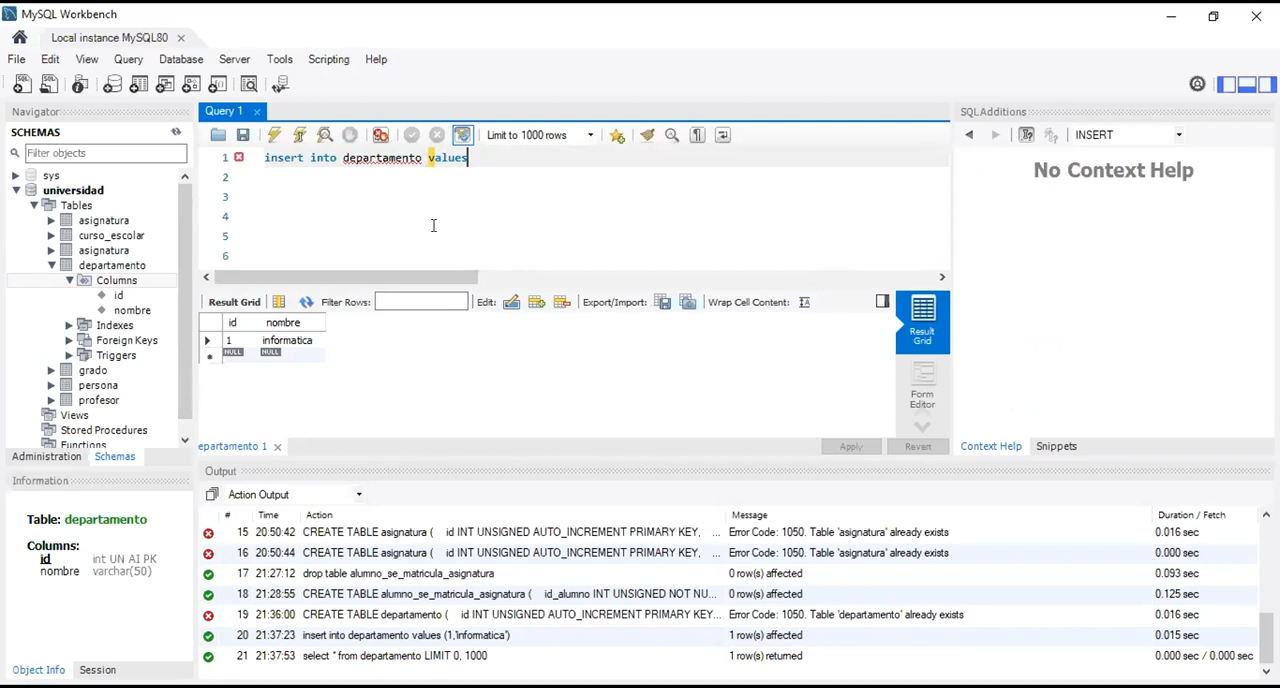 MySQL Workbench
Local instance MySQL80
File Edit View Query Database Server Tools Scripting Help
Navigator
SCHEMAS
Filter objects
sys
universidad
Tables
asignatura
curso_escolar
asignatura
departamento
Columns
id
nombre
Indexes
Foreign Keys
Triggers
grado
persona
profesor
Views
Stored Procedures
Functions
Administration Schemas
Information
Table: departamento
Columns:
id int UN AI PK
nombre varchar(50)
Object Info Session
Query 1
Limit to 1000 rows
1 insert into departamento values
2
3
4
5
6
Result Grid Filter Rows: Edit: Export/Import: Wrap Cell Content:
id nombre
1 informatica
NULL NULL
Result
Grid
Form
Editor
epartamento 1
Apply Revert
SQLAdditions
INSERT
No Context Help
Context Help Snippets
Output
Action Output
# Time Action Message Duration / Fetch
15 20:50:42 CREATE TABLE asignatura ( id INT UNSIGNED AUTO_INCREMENT PRIMARY KEY, ... Error Code: 1050. Table 'asignatura' already exists 0.016 sec
16 20:50:44 CREATE TABLE asignatura ( id INT UNSIGNED AUTO_INCREMENT PRIMARY KEY, ... Error Code: 1050. Table 'asignatura' already exists 0.000 sec
17 21:27:12 drop table alumno_se_matricula_asignatura 0 row(s) affected 0.093 sec
18 21:28:55 CREATE TABLE alumno_se_matricula_asignatura ( id_alumno INT UNSIGNED NOT NU... 0 row(s) affected 0.125 sec
19 21:36:00 CREATE TABLE departamento ( id INT UNSIGNED AUTO_INCREMENT PRIMARY KEY... Error Code: 1050. Table 'departamento' already exists 0.016 sec
20 21:37:23 insert into departamento values (1,'informatica') 1 row(s) affected 0.015 sec
21 21:37:53 select * from departamento LIMIT 0, 1000 1 row(s) returned 0.000 sec / 0.000 sec